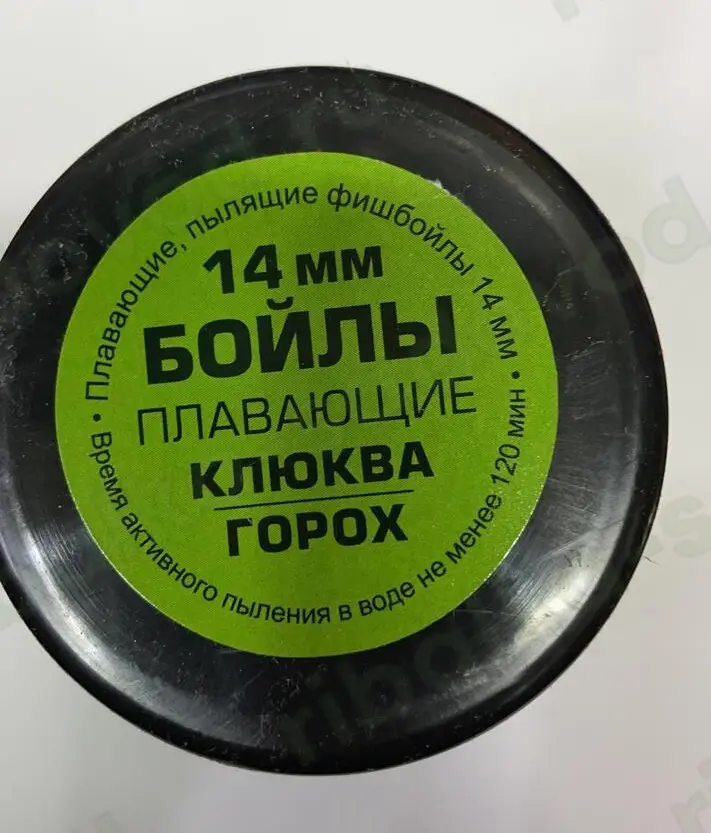 Плавающие, пылящие фишбойлы 14 мм •
14 мм
БОЙЛЫ
ПЛАВАЮЩИЕ
КЛЮКВА
ГОРОХ
Время активного пыления в воде не менее 120 мин •